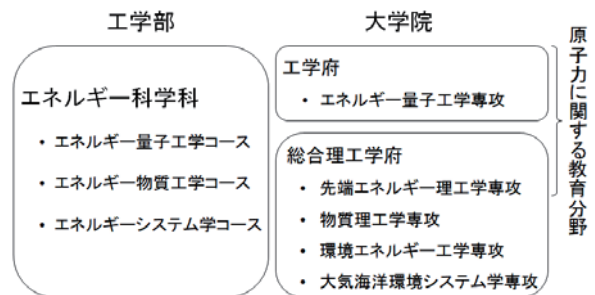 工学部
エネルギー科学科
・ エネルギー量子工学コース
・ エネルギー物質工学コース
・ エネルギーシステム学コース
大学院
工学府
・ エネルギー量子工学専攻
総合理工学府
・ 先端エネルギー理工学専攻
・ 物質理工学専攻
・ 環境エネルギー工学専攻
・ 大気海洋環境システム学専攻
原子力に関する教育分野